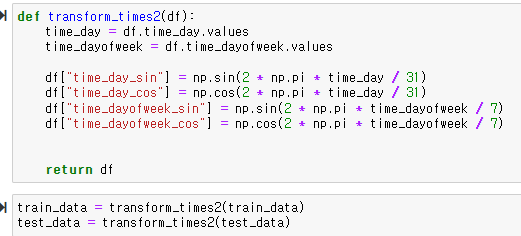 def transform_times2(df):
    time_day = df.time_day.values
    time_dayofweek = df.time_dayofweek.values
    df["time_day_sin"] = np.sin(2 * np.pi * time_day / 31)
    df["time_day_cos"] = np.cos(2 * np.pi * time_day / 31)
    df["time_dayofweek_sin"] = np.sin(2 * np.pi * time_dayofweek / 7)
    df["time_dayofweek_cos"] = np.cos(2 * np.pi * time_dayofweek / 7)
    return df
train_data = transform_times2(train_data)
test_data = transform_times2(test_data)